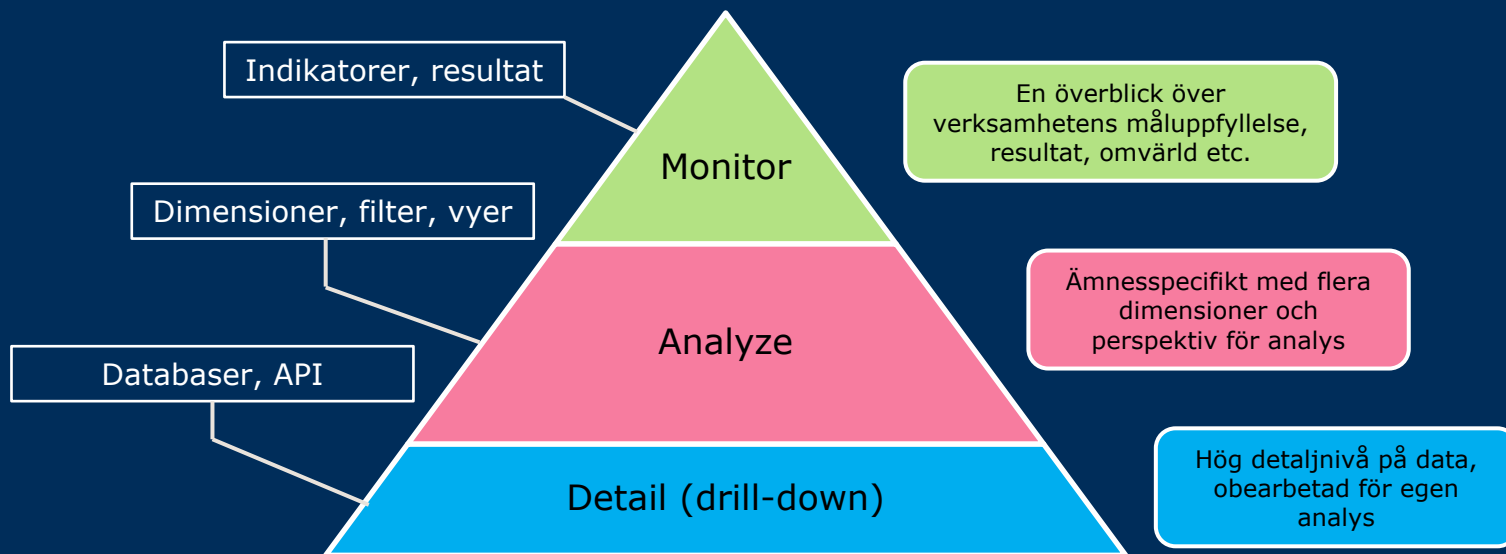 Indikatorer, resultat
Monitor
En överblick över
verksamhetens måluppfyllelse,
resultat, omvärld etc.
Dimensioner, filter, vyer
Analyze
Ämnesspecifikt med flera
dimensioner och
perspektiv för analys
Databaser, API
Detail (drill-down)
Hög detaljnivå på data,
obearbetad för egen
analys